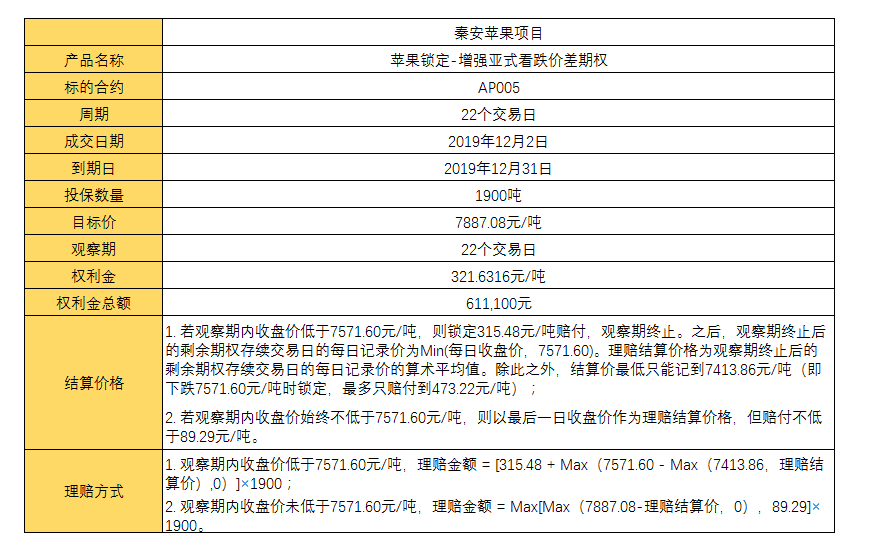 秦安苹果项目
产品名称 苹果锁定-增强亚式看跌价差期权
标的合约 AP005
周期 22个交易日
成交日期 2019年12月2日
到期日 2019年12月31日
投保数量 1900吨
目标价 7887.08元/吨
观察期 22个交易日
权利金 321.6316元/吨
权利金总额 611,100元
结算价格
1. 若观察期内收盘价低于7571.60元/吨，则锁定315.48元/吨赔付，观察期终止。之后，观察期终止后
的剩余期权存续交易日的每日记录价为Min(每日收盘价，7571.60)。理赔结算价格为观察期终止后的
剩余期权存续交易日的每日记录价的算术平均值。除此之外，结算价最低只能记到7413.86元/吨（即
下跌7571.60元/吨时锁定，最多只赔付到473.22元/吨）；
2. 若观察期内收盘价始终不低于7571.60元/吨，则以最后一日收盘价作为理赔结算价格，但赔付不低
于89.29元/吨。
理赔方式
1. 观察期内收盘价低于7571.60元/吨，理赔金额 = [315.48 + Max（7571.60 - Max（7413.86，理赔结
算价）,0）]×1900；
2. 观察期内收盘价未低于7571.60元/吨，理赔金额 = Max[Max（7887.08-理赔结算价，0），89.29]×
1900。